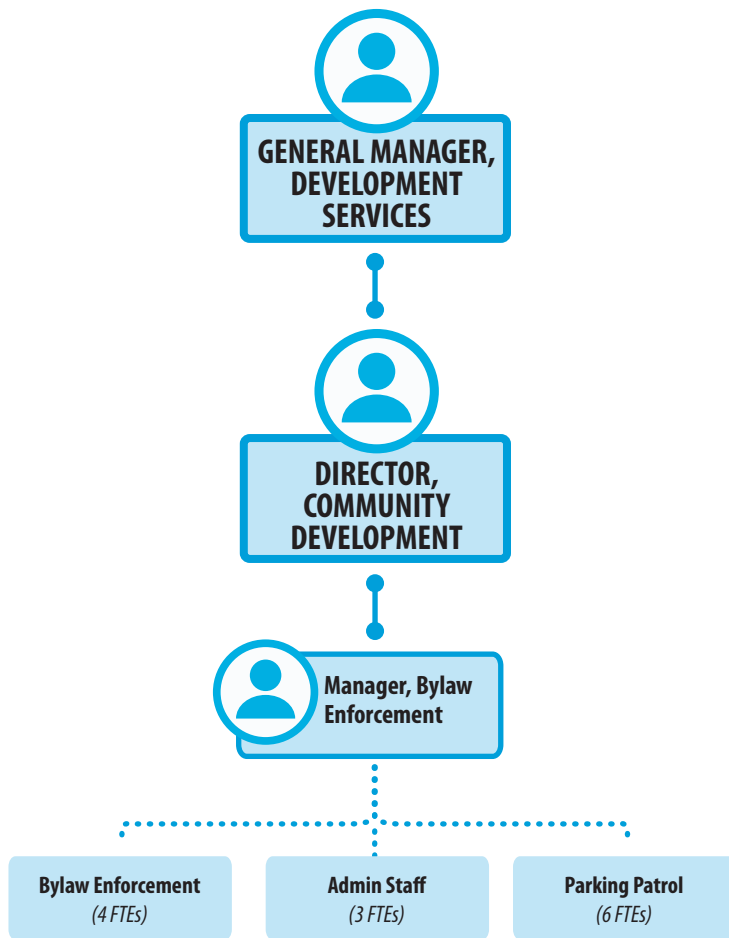 GENERAL MANAGER,
DEVELOPMENT
SERVICES
DIRECTOR,
COMMUNITY
DEVELOPMENT
Manager, Bylaw
Enforcement
Bylaw Enforcement
(4 FTEs)
Admin Staff
(3 FTEs)
Parking Patrol
(6 FTEs)